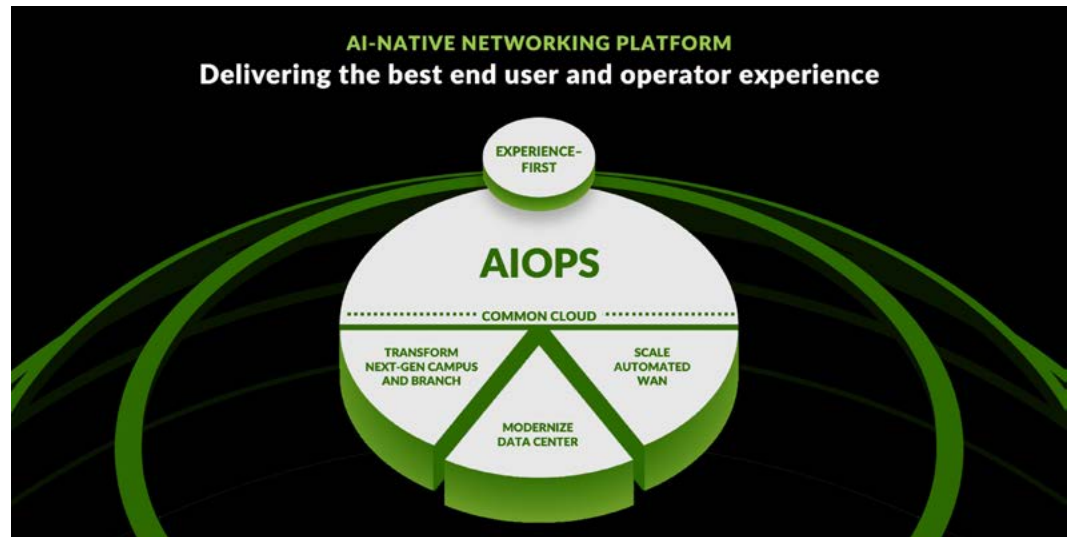 AI-NATIVE NETWORKING PLATFORM
Delivering the best end user and operator experience
EXPERIENCE–
FIRST
AIOPS
COMMON CLOUD
TRANSFORM
NEXT-GEN CAMPUS
AND BRANCH
MODERNIZE
DATA CENTER
SCALE
AUTOMATED
WAN